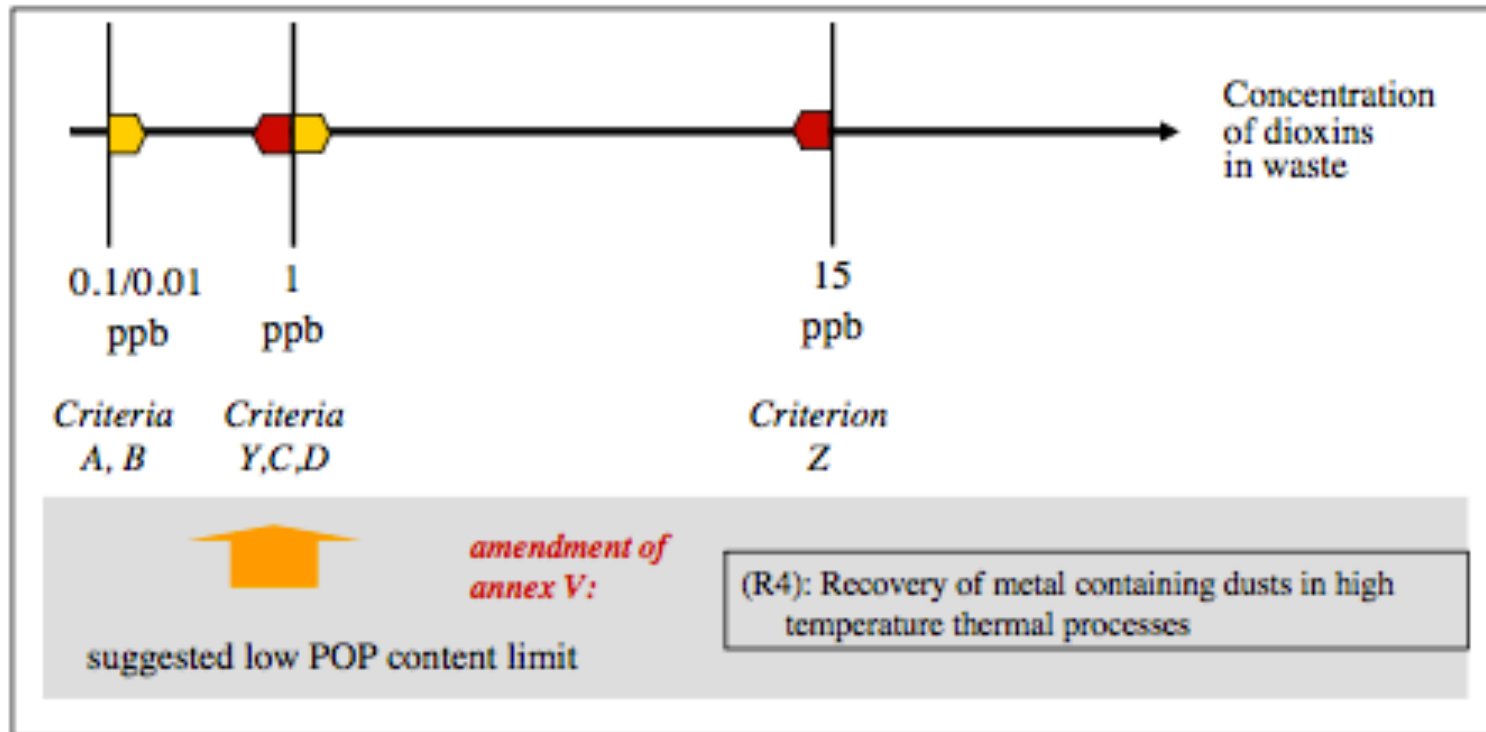 Concentration
of dioxins
in waste
0.1/0.01
ppb
1
ppb
15
ppb
Criteria
A, B
Criteria
Y,C,D
Criterion
Z
amendment of
annex V:
(R4): Recovery of metal containing dusts in high
temperature thermal processes
suggested low POP content limit